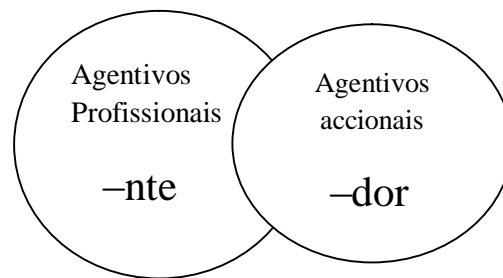 Agentivos
Profissionais
–nte
Agentivos
accionais
–dor